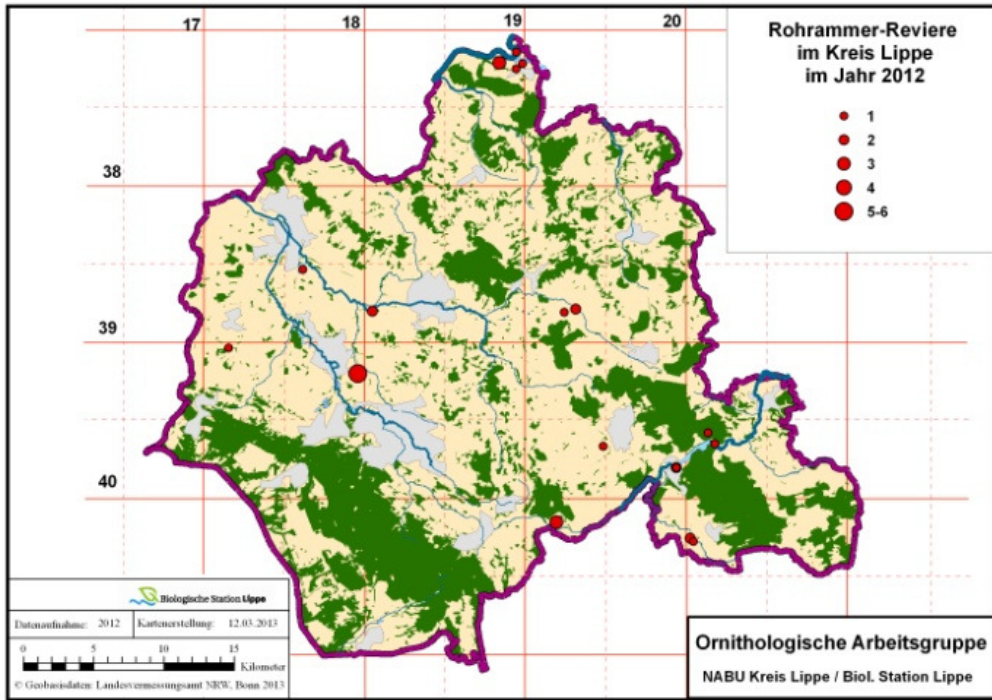 17 18 19 20
Rohrammer-Reviere
im Kreis Lippe
im Jahr 2012
1
2
3
4
5-6
38
39
40
Biologische Station Lippe
Datenaufnahme: 2012 Kartenerstellung: 12.03.2013
0 5 10 15
Kilometer
© Geobasisdaten: Landesvermessungsamt NRW, Bonn 2013
Ornithologische Arbeitsgruppe
NABU Kreis Lippe / Biol. Station Lippe